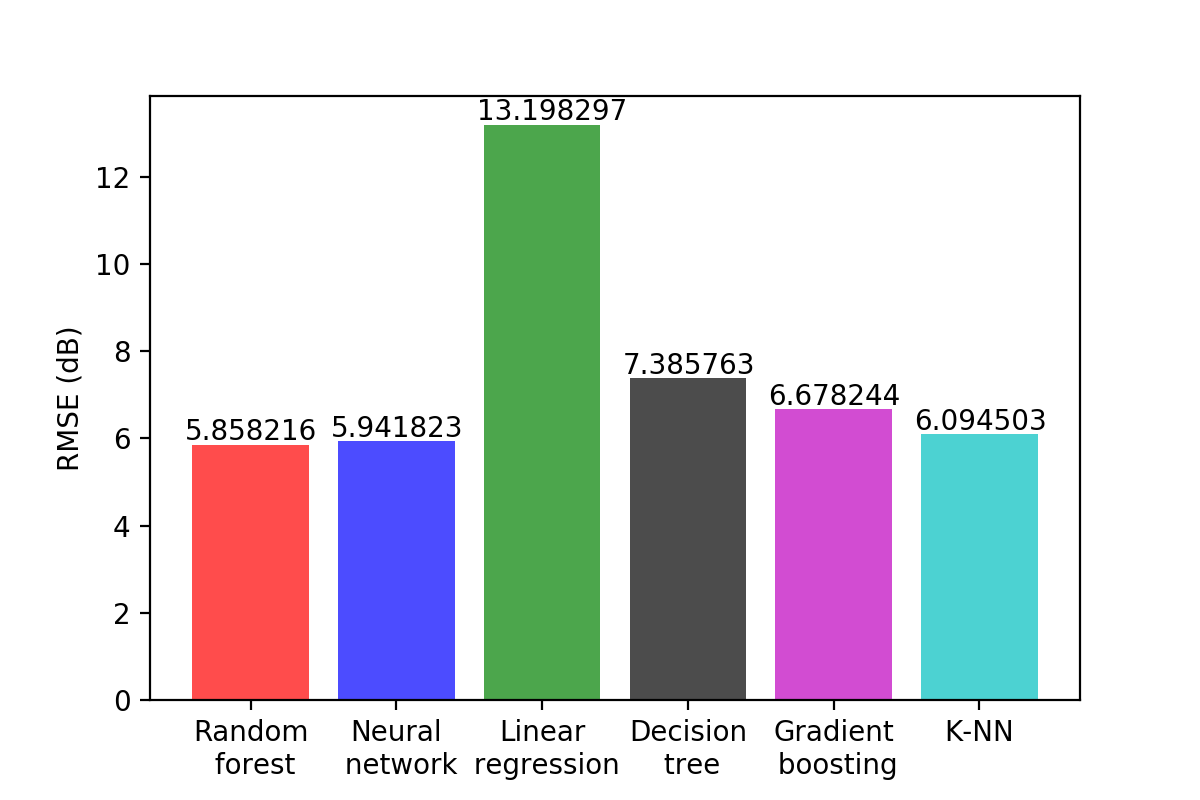 13.198297
12
10
8
7.385763
6.678244
6.094503
5.941823
5.858216
6
4
2
0
RMSE (dB)
Random
forest
Neural
network
Linear
regression
Decision
tree
Gradient
boosting
K-NN